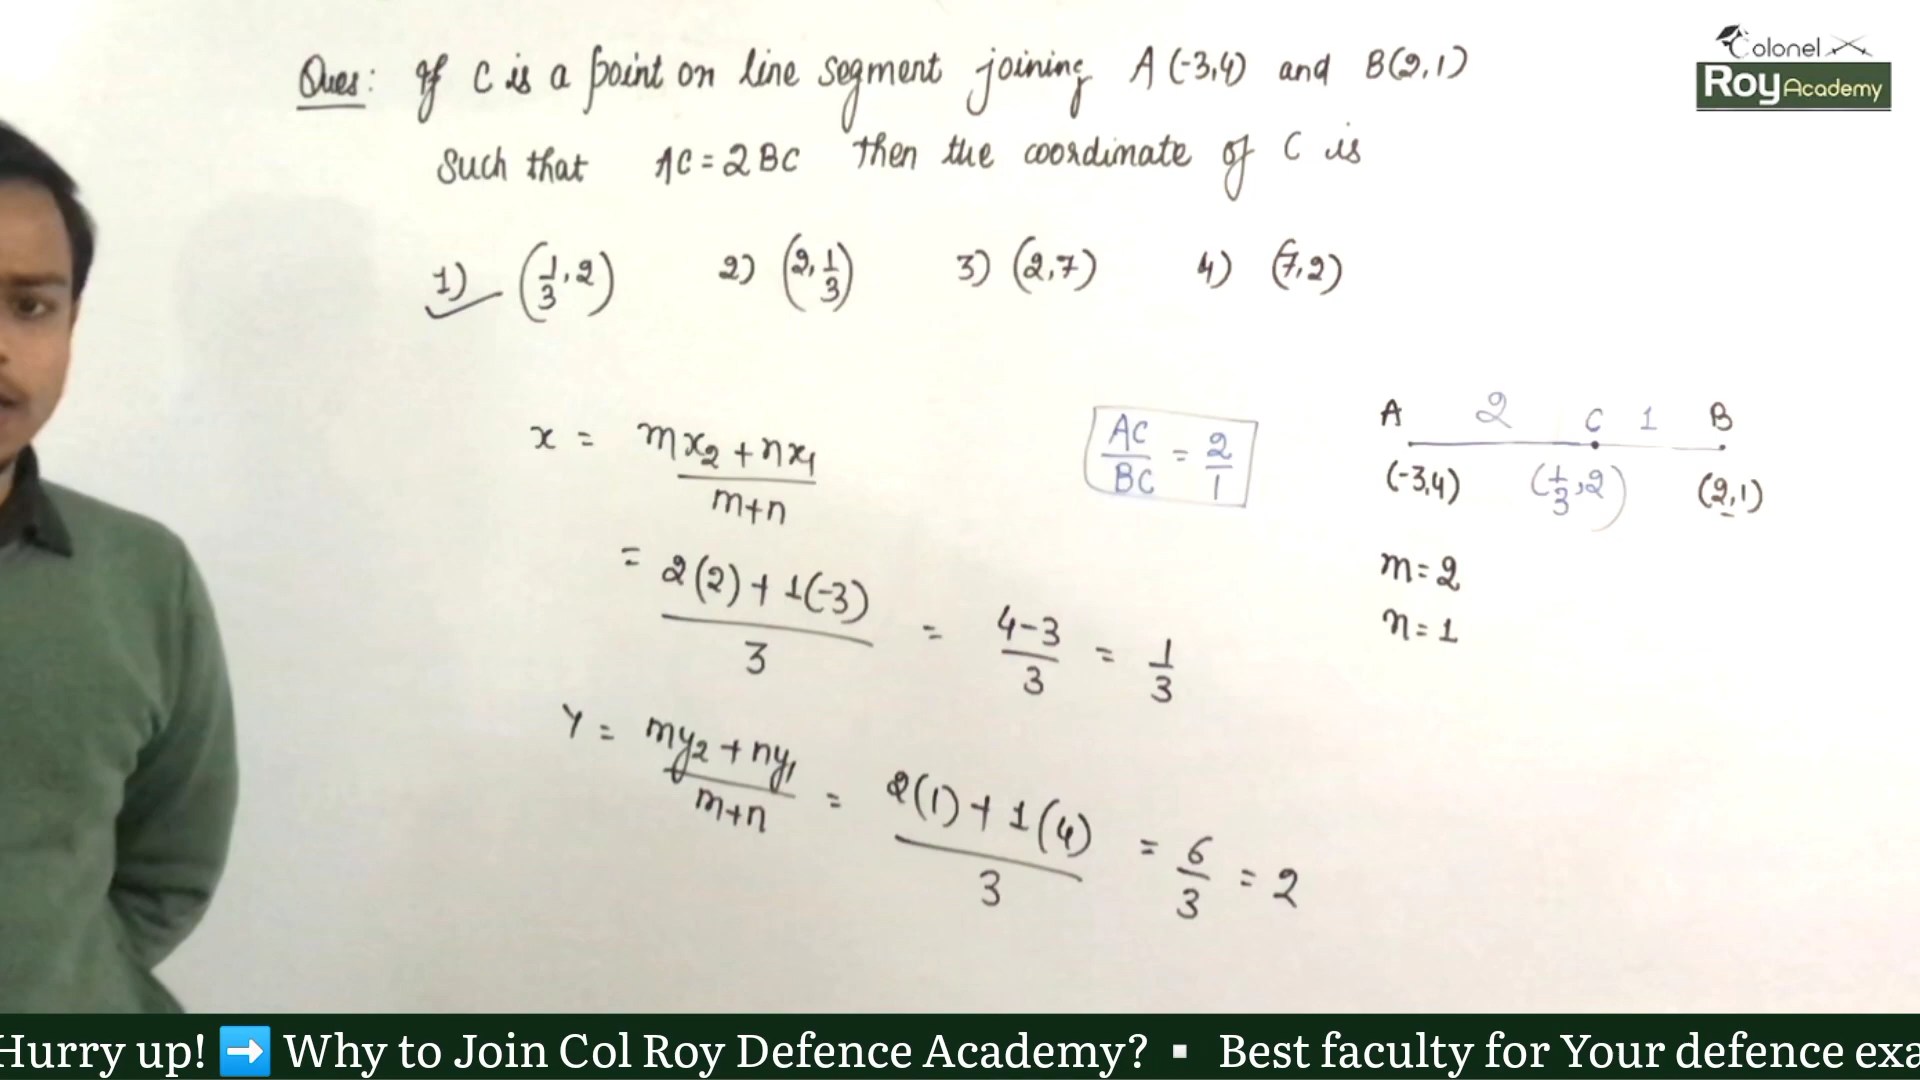 Colonel
Roy Academy
Ques: If C is a point on line segment joining A(-3,4) and B(2,1)
Such that AC = 2BC then the coordinate of C is
1) (1/3, 2) 2) (2, 1/3) 3) (2,7) 4) (7,2)
x = mx₂ + nx₁ / m+n
= 2(2) + 1(-3) / 3 = 4-3 / 3 = 1/3
Y = my₂ + ny₁ / m+n = 2(1) + 1(4) / 3 = 6/3 = 2
AC/BC = 2/1
A 2 C 1 B
(-3,4) (1/3, 2) (2,1)
m = 2
n = 1
Hurry up! ➡️ Why to Join Col Roy Defence Academy? ▪️ Best faculty for Your defence exa